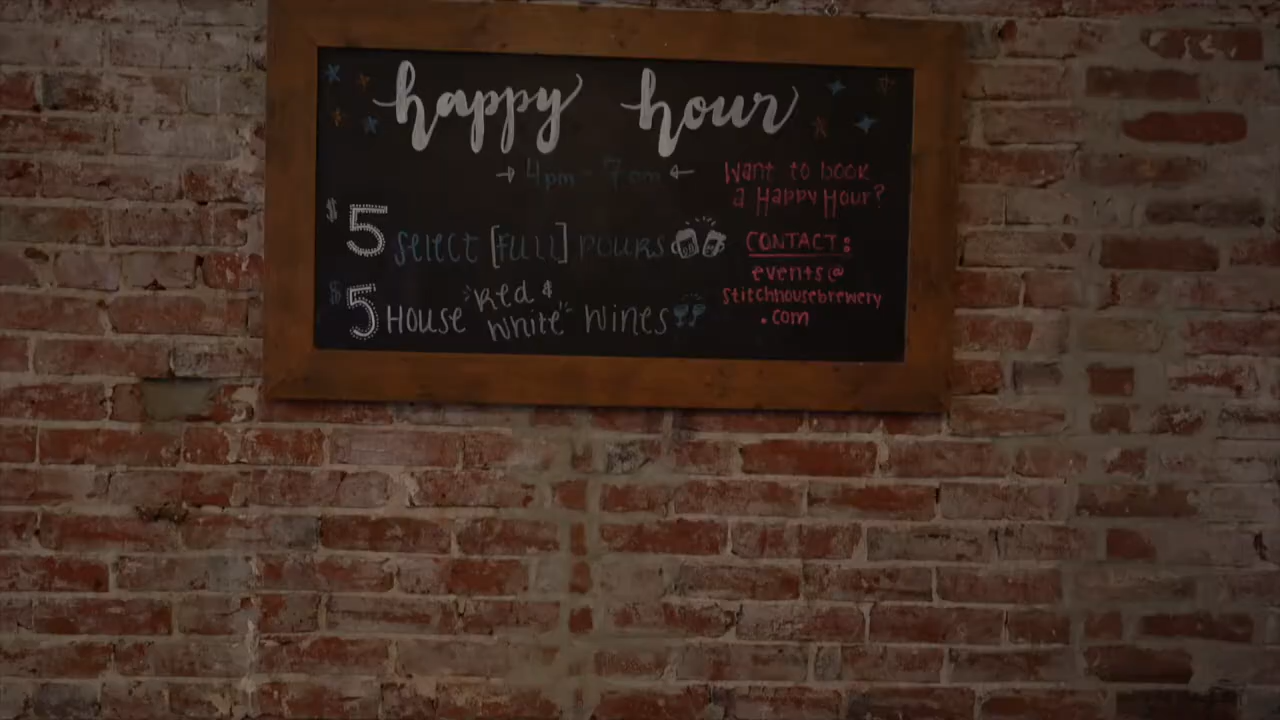 happy hour
4pm - 7pm
$5 select [full] pours
$5 House Red & White wines
Want to book
a Happy Hour?
CONTACT:
events@
stitchhousebrewery
.com